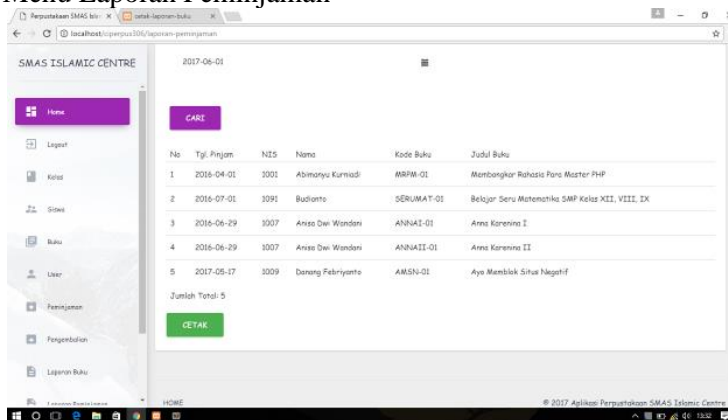 Menu Laporan Peminjaman
Perpustakaan SMAS Islam
cetak-laporan-buku
localhost/ciperpus306/laporan-peminjaman
SMAS ISLAMIC CENTRE
Home
Logout
Kelas
Siswa
Buku
User
Peminjaman
Pengembalian
Laporan Buku
Laporan Peminjaman
2017-06-01
CARI
No Tgl. Pinjam NIS Nama Kode Buku Judul Buku
1 2016-04-01 1001 Abimanyu Kurniadi MRPM-01 Membongkar Rahasia Para Master PHP
2 2016-07-01 1091 Budianto SERUMAT-01 Belajar Seru Matematika SMP Kelas XII, VIII, IX
3 2016-06-29 1007 Anisa Dwi Wandani ANNAI-01 Anna Karenina I
4 2016-06-29 1007 Anisa Dwi Wandani ANNAII-01 Anna Karenina II
5 2017-05-17 1009 Danang Febriyanto AMSN-01 Ayo Memblok Situs Negatif
Jumlah Total: 5
CETAK
HOME
© 2017 Aplikasi Perpustakaan SMAS Islamic Centre
13:52